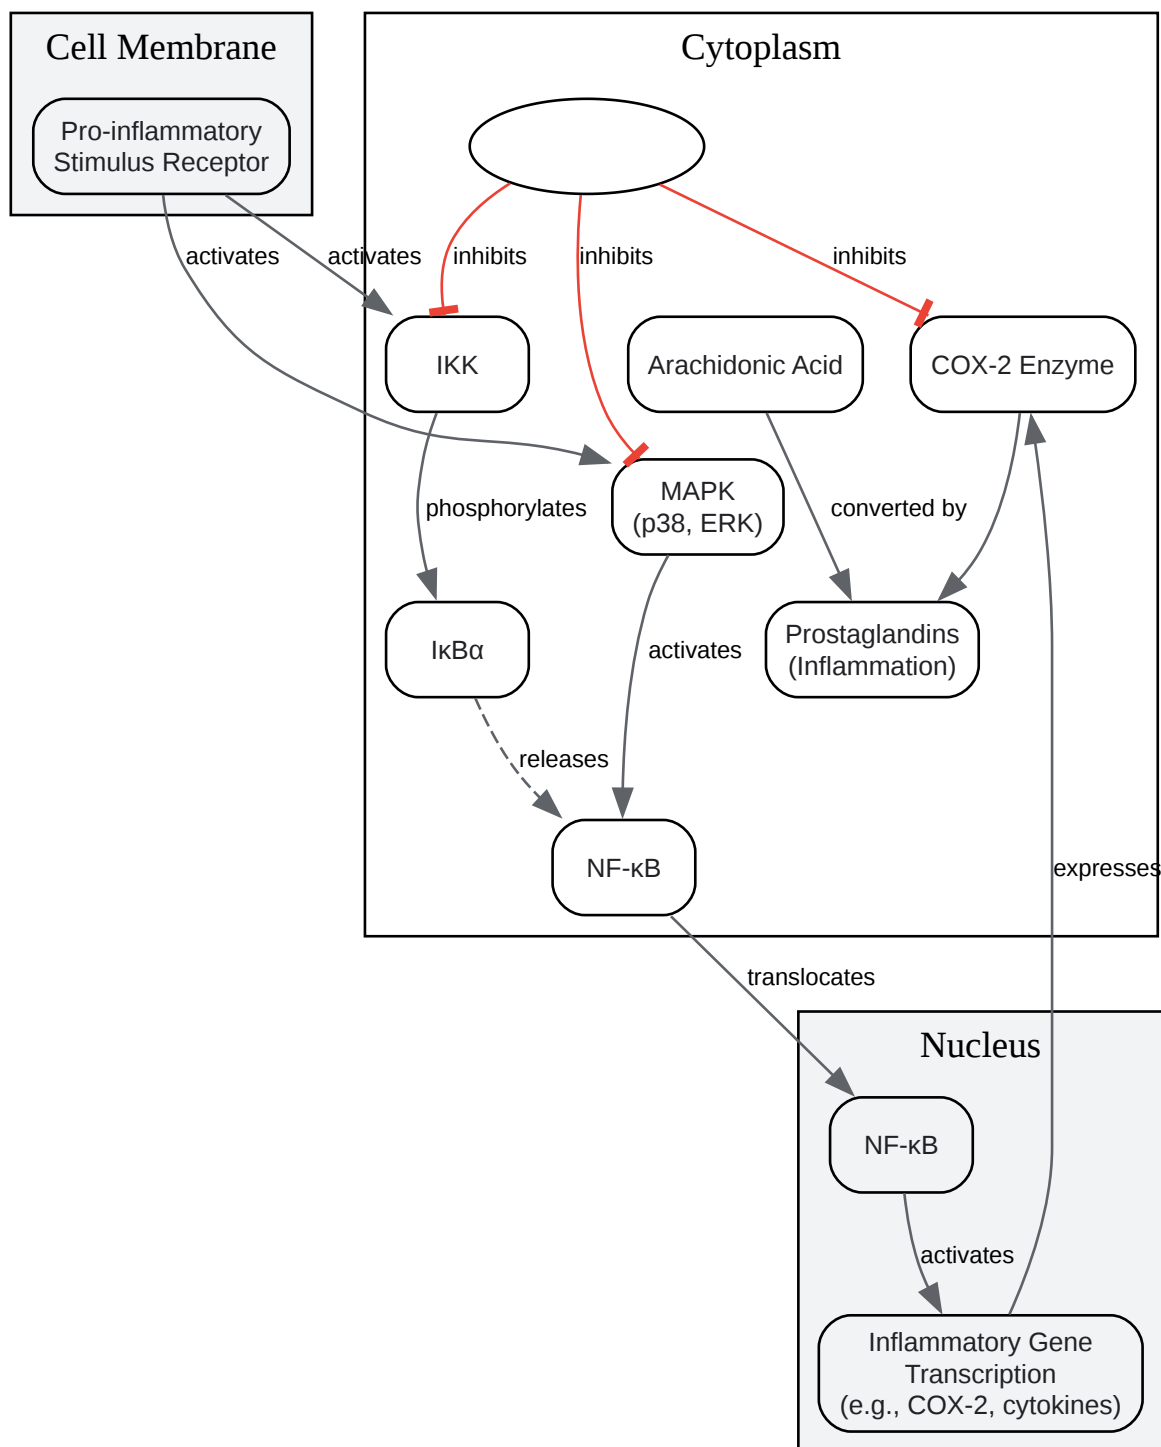 Cell Membrane
Cytoplasm
Pro-inflammatory
Stimulus Receptor
activates
activates
inhibits
inhibits
inhibits
IKK
Arachidonic Acid
COX-2 Enzyme
MAPK
(p38, ERK)
phosphorylates
converted by
IκBα
activates
Prostaglandins
(Inflammation)
releases
NF-κB
expresses
translocates
Nucleus
NF-κB
activates
Inflammatory Gene
Transcription
(e.g., COX-2, cytokines)